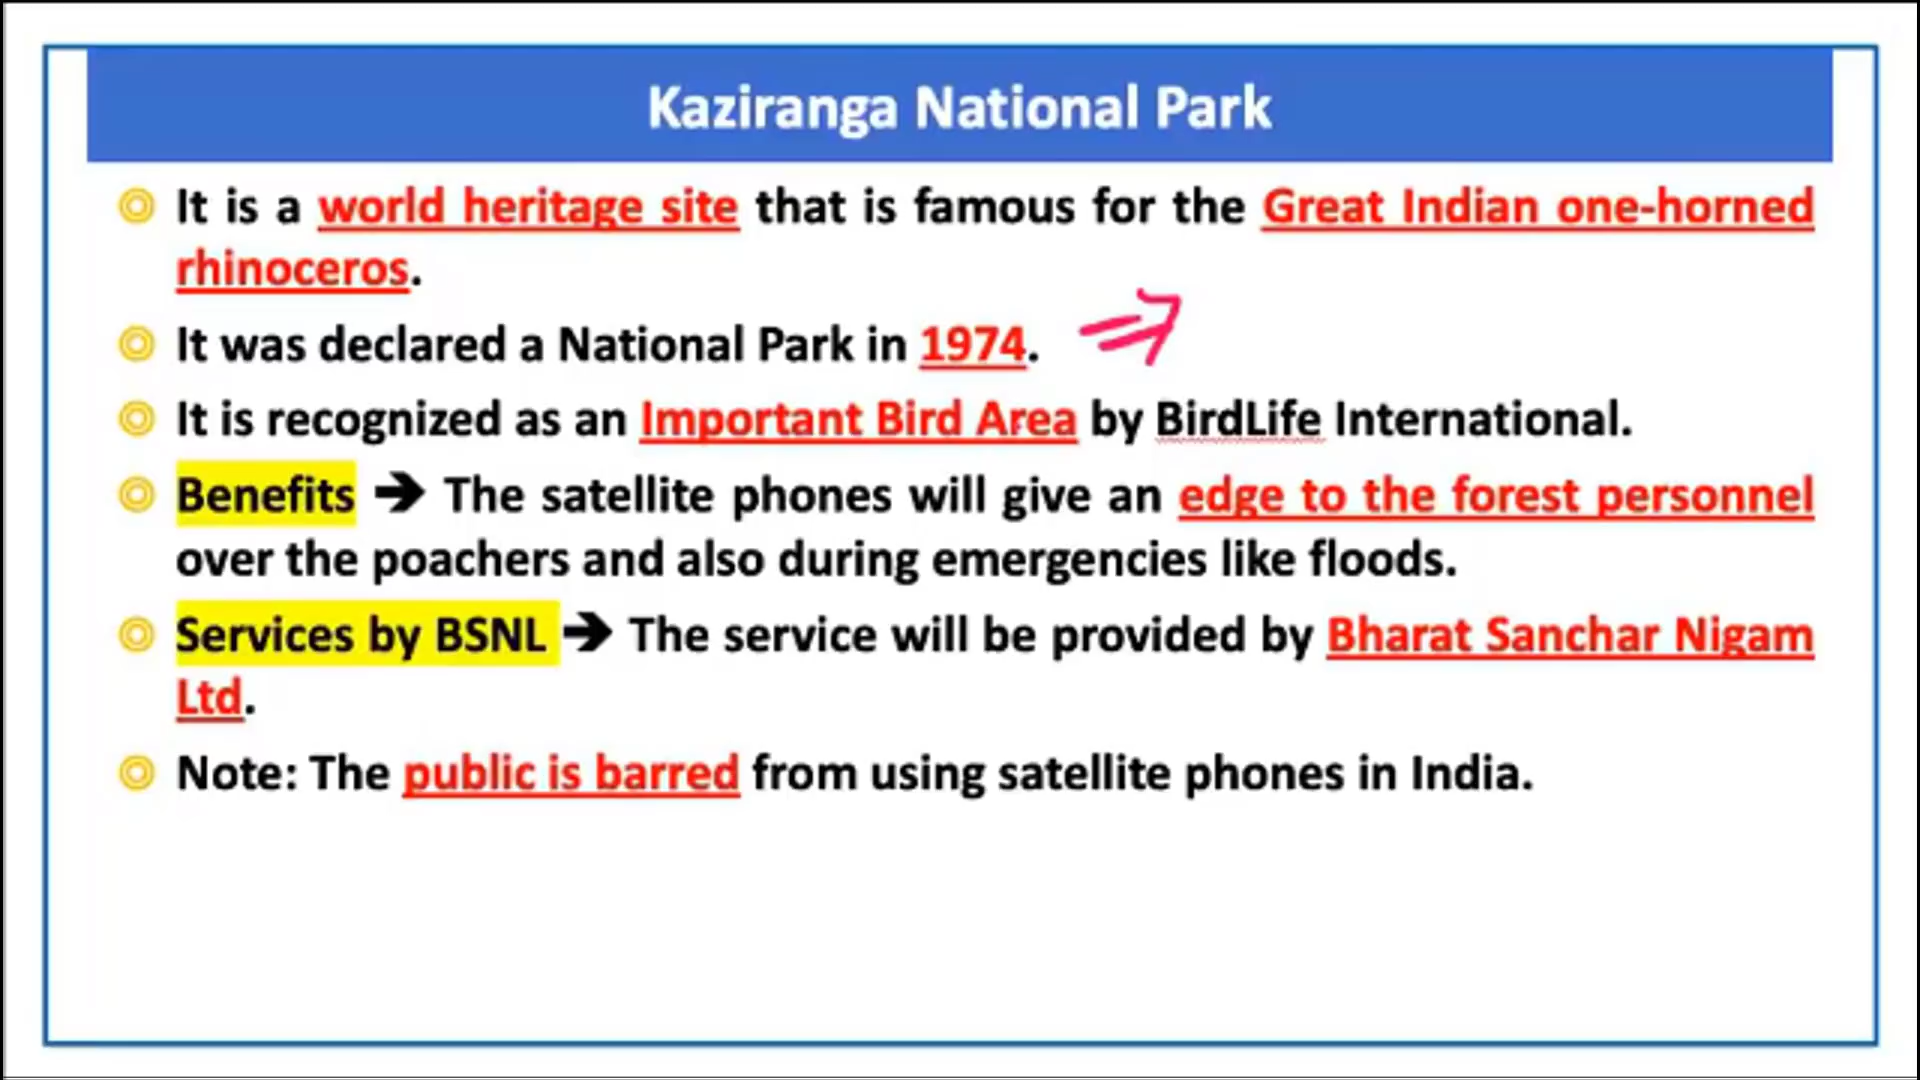 Kaziranga National Park
It is a world heritage site that is famous for the Great Indian one-horned
rhinoceros.
It was declared a National Park in 1974.
It is recognized as an Important Bird Area by BirdLife International.
Benefits ➔ The satellite phones will give an edge to the forest personnel
over the poachers and also during emergencies like floods.
Services by BSNL ➔ The service will be provided by Bharat Sanchar Nigam
Ltd.
Note: The public is barred from using satellite phones in India.